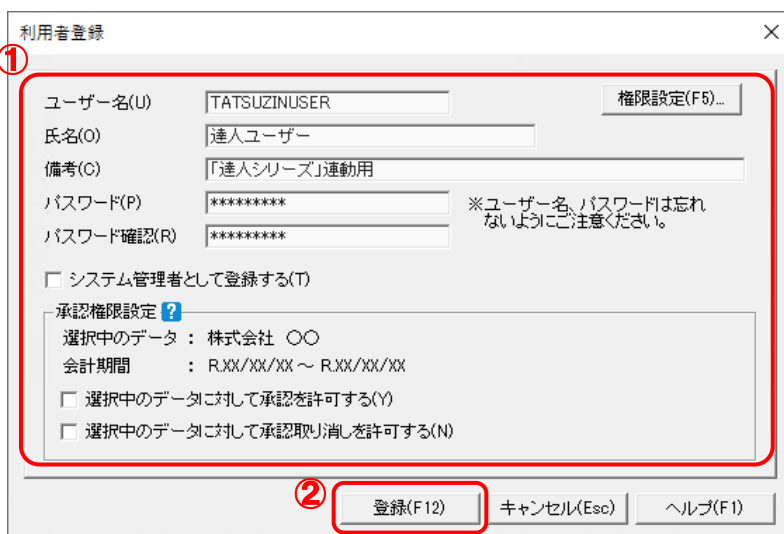 利用者登録
①
ユーザー名(U) TATSUZINUSER 権限設定(F5)...
氏名(O) 達人ユーザー
備考(C) 「達人シリーズ」連動用
パスワード(P) *********
※ユーザー名、パスワードは忘れ
ないようにご注意ください。
パスワード確認(R) *********
システム管理者として登録する(T)
承認権限設定 ?
選択中のデータ : 株式会社 〇〇
会計期間 : R.XX/XX/XX ～ R.XX/XX/XX
選択中のデータに対して承認を許可する(Y)
選択中のデータに対して承認取り消しを許可する(N)
②
登録(F12) キャンセル(Esc) ヘルプ(F1)